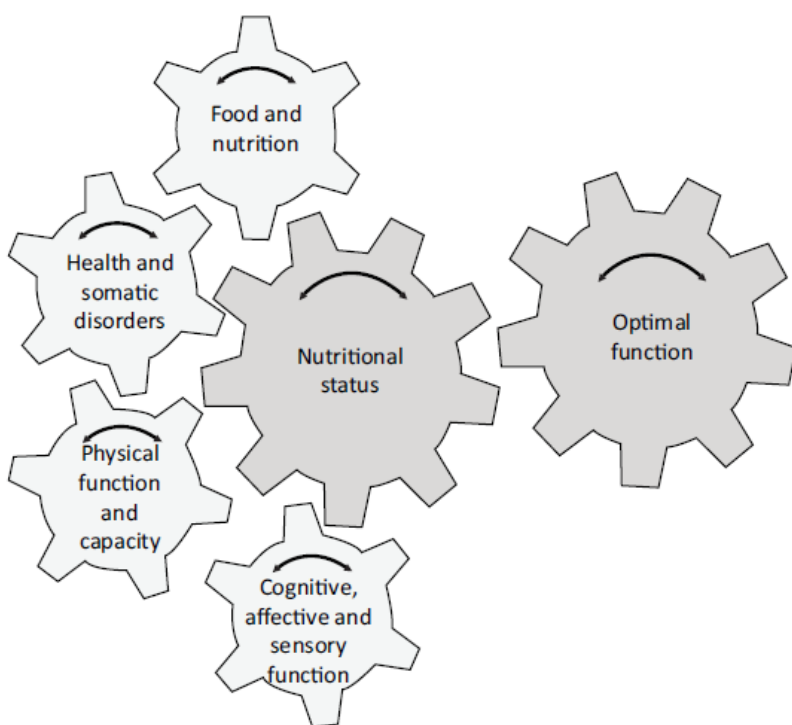 Food and
nutrition
Health and
somatic
disorders
Nutritional
status
Optimal
function
Physical
function
and
capacity
Cognitive,
affective and
sensory
function